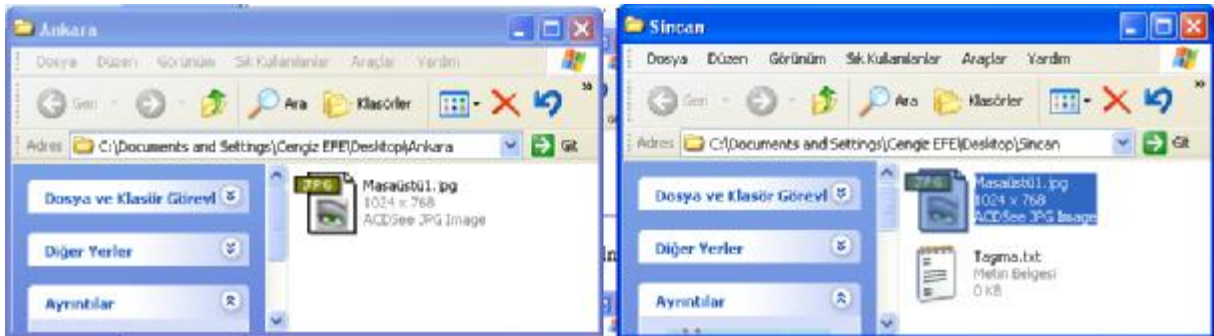 Ankara
Dosya Düzen Görünüm Sık Kullanılanlar Araçlar Yardım
Geri Ara Klasörler »
Adres C:\Documents and Settings\Cengiz EFE\Desktop\Ankara Git
Dosya ve Klasör Görevl
Diğer Yerler
Ayrıntılar
JPG
Masaüstü1.jpg
1024 x 768
ACDSee JPG Image
Sincan
Dosya Düzen Görünüm Sık Kullanılanlar Araçlar Yardım
Geri Ara Klasörler »
Adres C:\Documents and Settings\Cengiz EFE\Desktop\Sincan Git
Dosya ve Klasör Görevl
Diğer Yerler
Ayrıntılar
JPG
Masaüstü1.jpg
1024 x 768
ACDSee JPG Image
Taşıma.txt
Metin Belgesi
0 KB